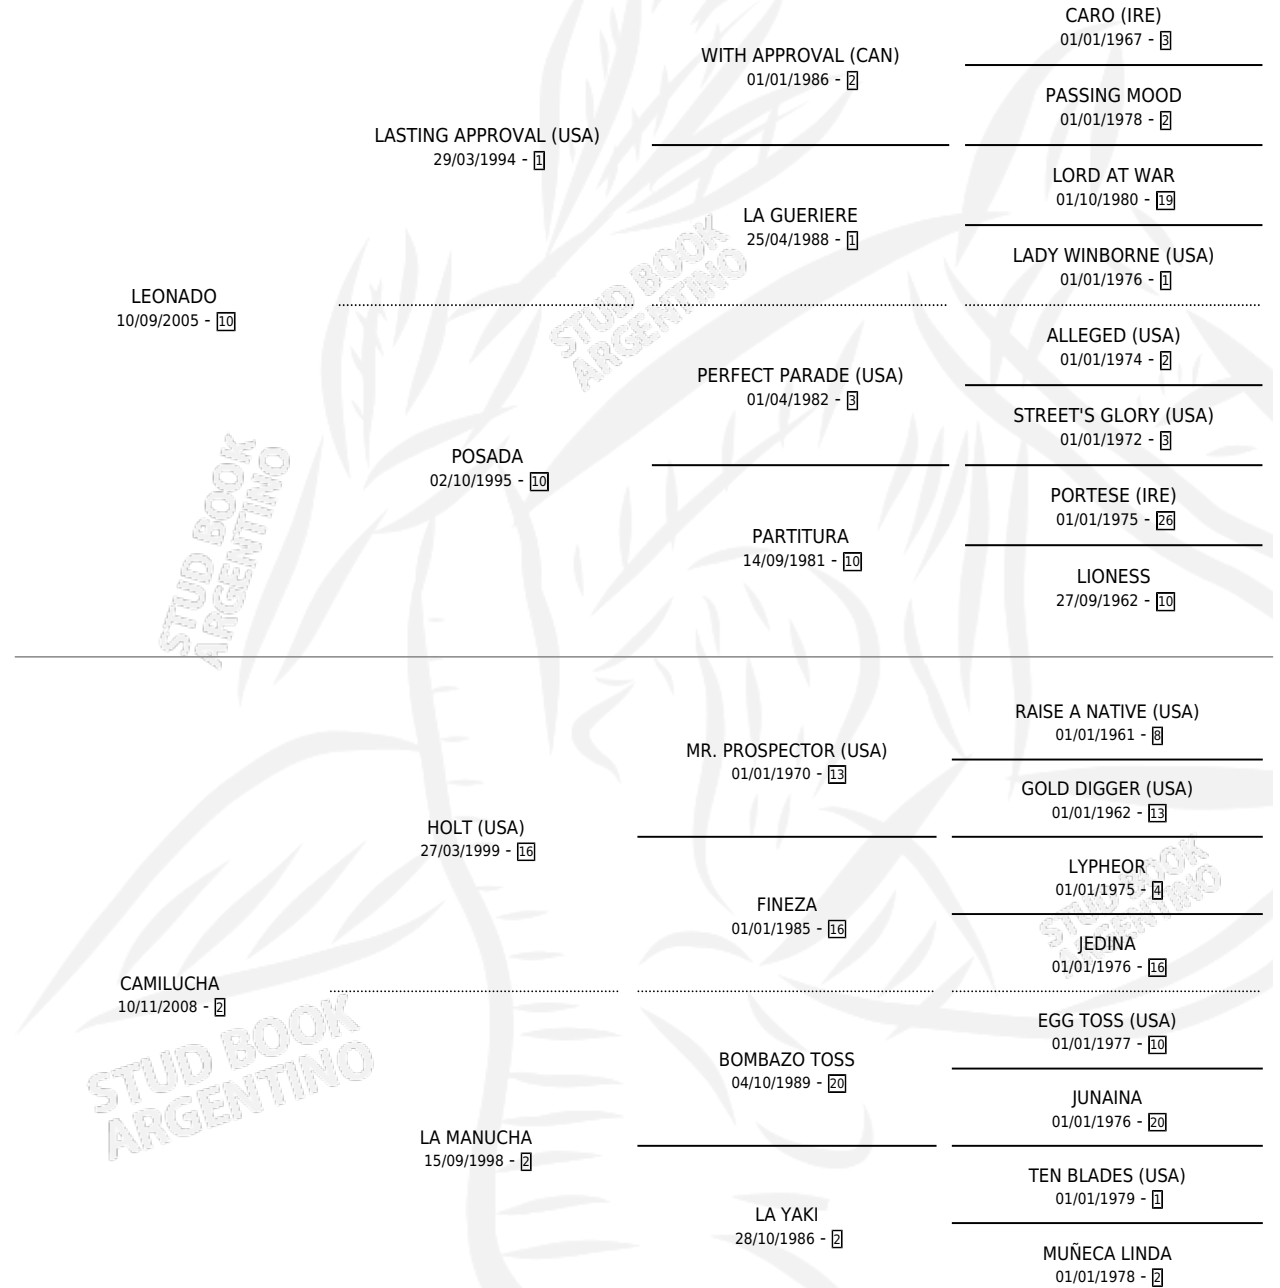 CARO (IRE)
01/01/1967 - 3
WITH APPROVAL (CAN)
01/01/1986 - 2
PASSING MOOD
01/01/1978 - 2
LASTING APPROVAL (USA)
29/03/1994 - 1
LORD AT WAR
01/10/1980 - 19
LA GUERIERE
25/04/1988 - 1
LADY WINBORNE (USA)
01/01/1976 - 1
LEONADO
10/09/2005 - 10
ALLEGED (USA)
01/01/1974 - 2
PERFECT PARADE (USA)
01/04/1982 - 3
STREET'S GLORY (USA)
01/01/1972 - 3
POSADA
02/10/1995 - 10
PORTESE (IRE)
01/01/1975 - 26
PARTITURA
14/09/1981 - 10
LIONESS
27/09/1962 - 10
RAISE A NATIVE (USA)
01/01/1961 - 8
MR. PROSPECTOR (USA)
01/01/1970 - 13
GOLD DIGGER (USA)
01/01/1962 - 13
HOLT (USA)
27/03/1999 - 16
LYPHEOR
01/01/1975 - 4
FINEZA
01/01/1985 - 16
JEDINA
01/01/1976 - 16
CAMILUCHA
10/11/2008 - 2
EGG TOSS (USA)
01/01/1977 - 10
BOMBAZO TOSS
04/10/1989 - 20
JUNAINA
01/01/1976 - 20
LA MANUCHA
15/09/1998 - 2
TEN BLADES (USA)
01/01/1979 - 1
LA YAKI
28/10/1986 - 2
MUÑECA LINDA
01/01/1978 - 2
STUD BOOK
ARGENTINO
STUD BOOK
ARGENTINO
STUD BOOK
ARGENTINO
STUD BOOK
ARGENTINO